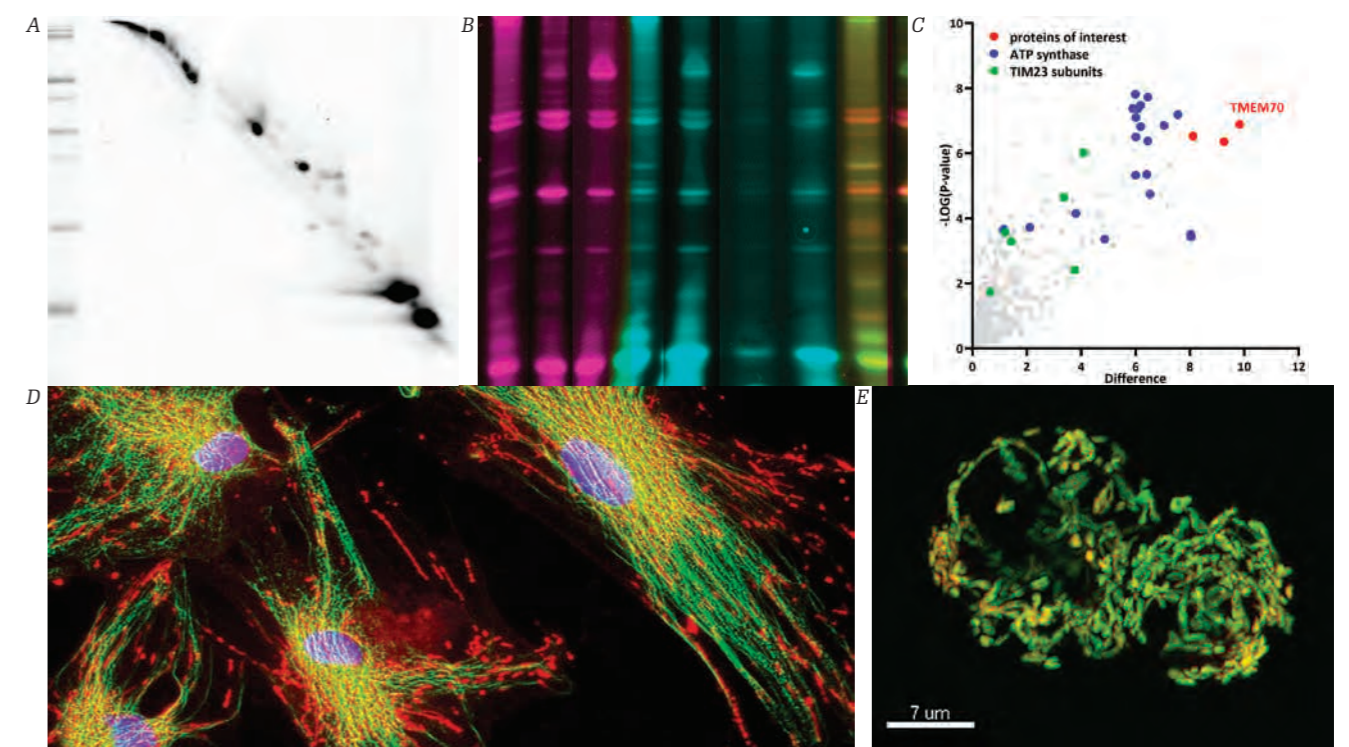 A
B
C
10
proteins of interest
ATP synthase
TIM23 subunits
8
TMEM70
6
-LOG(P-value)
4
2
0
0 2 4 6 8 10 12
Difference
D
E
7 um